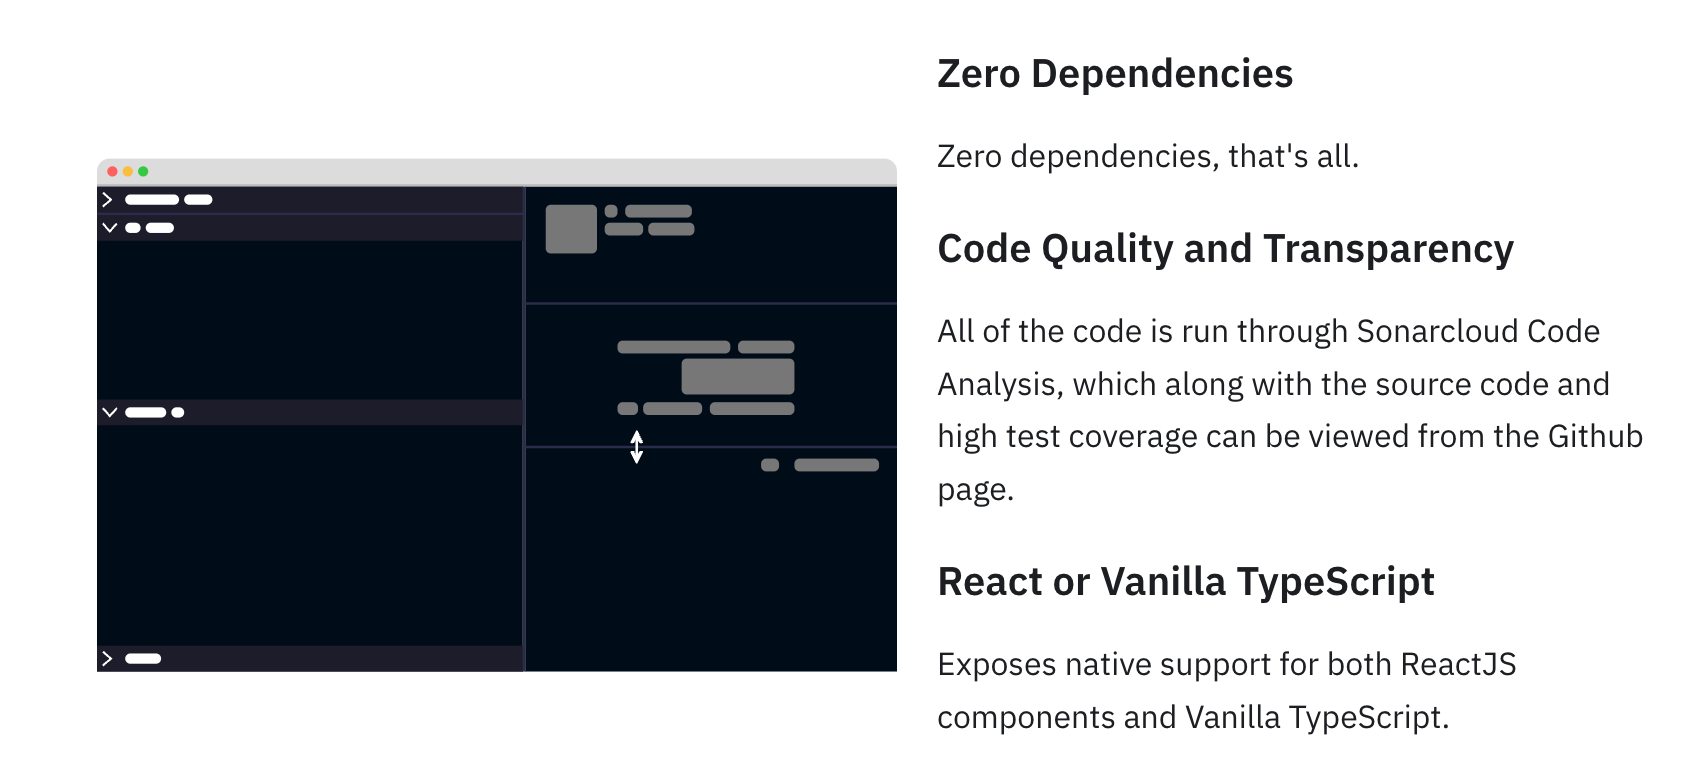 Zero Dependencies
Zero dependencies, that's all.
Code Quality and Transparency
All of the code is run through Sonarcloud Code
Analysis, which along with the source code and
high test coverage can be viewed from the Github
page.
React or Vanilla TypeScript
Exposes native support for both ReactJS
components and Vanilla TypeScript.